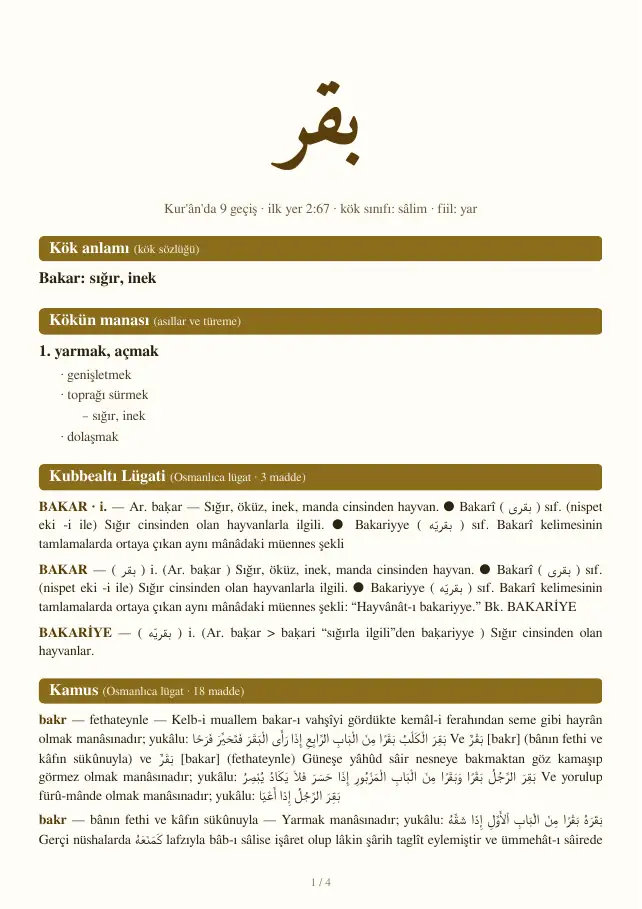 بقر
Kur'ân'da 9 geçiş · ilk yer 2:67 · kök sınıfı: sâlim · fiil: yar
Kök anlamı (kök sözlüğü)
Bakar: sığır, inek
Kökün manası (asıllar ve türeme)
1. yarmak, açmak
· genişletmek
· toprağı sürmek
– sığır, inek
· dolaşmak
Kubbealtı Lügati (Osmanlıca lügat · 3 madde)
BAKAR · i. — Ar. baḳar — Sığır, öküz, inek, manda cinsinden hayvan. ● Bakarî ( بقرى ) sıf. (nispet
eki -i ile) Sığır cinsinden olan hayvanlarla ilgili. ● Bakariyye ( بقريّه ) sıf. Bakarî kelimesinin
tamlamalarda ortaya çıkan aynı mânâdaki müennes şekli
BAKAR — ( بقر ) i. (Ar. baḳar ) Sığır, öküz, inek, manda cinsinden hayvan. ● Bakarî ( بقرى ) sıf.
(nispet eki -i ile) Sığır cinsinden olan hayvanlarla ilgili. ● Bakariyye ( بقريّه ) sıf. Bakarî kelimesinin
tamlamalarda ortaya çıkan aynı mânâdaki müennes şekli: “Hayvânât-ı bakariyye.” Bk. BAKARİYE
BAKARİYE — ( بقريّه ) i. (Ar. baḳar > baḳari “sığırla ilgili”den baḳariyye ) Sığır cinsinden olan
hayvanlar.
Kamus (Osmanlıca lügat · 18 madde)
bakr — fethateynle — Kelb-i muallem bakar-ı vahşîyi gördükte kemâl-i ferahından seme gibi hayrân
olmak manâsınadır; yukâlu: بَقِرَ الْكَلْبُ بَقَرًا مِنَ الْبَابِ الرَّابِعِ إِذَا رَأَى الْبَقَرَ فَتَحَيَّرَ فَرَحًا Ve بَقْرٌ [bakr] (bânın fethi ve
kâfın sükûnuyla) ve بَقَرٌ [bakar] (fethateynle) Güneşe yâhûd sâir nesneye bakmaktan göz kamaşıp
görmez olmak manâsınadır; yukâlu: بَقِرَ الرَّجُلُ بَقْرًا وَبَقَرًا مِنَ الْبَابِ الْمَزْبُورِ إِذَا حَسَرَ فَلاَ يَكَادُ يُبْصِرُ Ve yorulup
fürû-mânde olmak manâsınadır; yukâlu: بَقِرَ الرَّجُلُ إِذَا أَعْيَا
bakr — bânın fethi ve kâfın sükûnuyla — Yarmak manâsınadır; yukâlu: بَقَرَهُ بَقْرًا مِنَ الْبَابِ اْلأَوَّلِ إِذَا شَقَّهُ
Gerçi nüshalarda كَمَنَعَهُ lafzıyla bâb-ı sâlise işâret olup lâkin şârih taglît eylemiştir ve ümmehât-ı sâirede
1 / 4